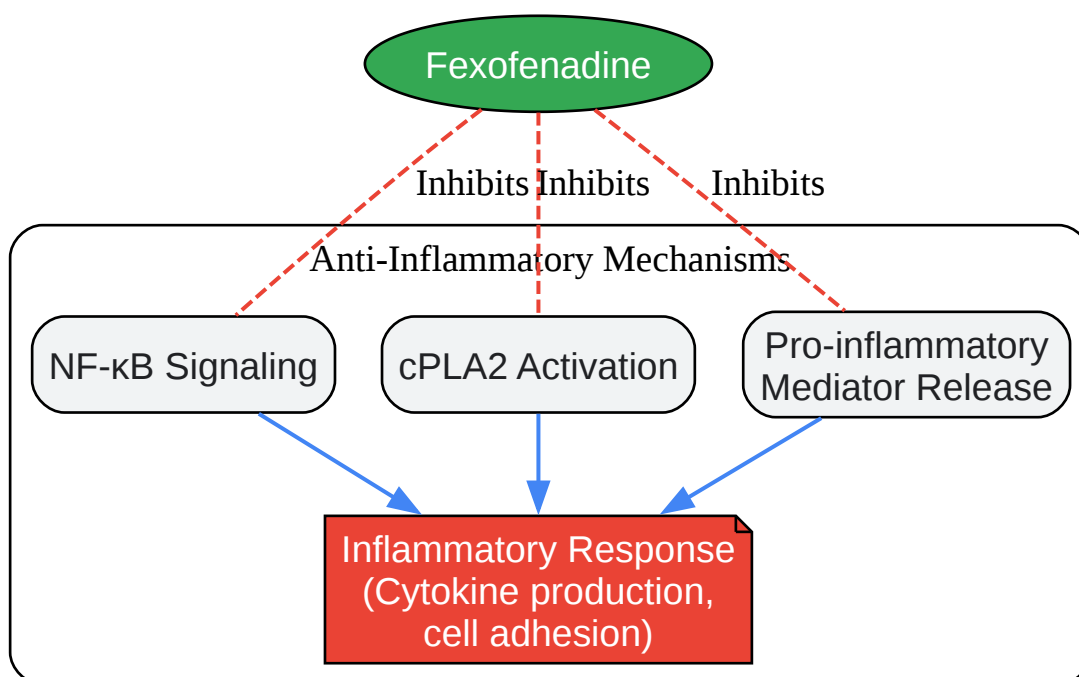 Fexofenadine
Inhibits Inhibits Inhibits
Anti-Inflammatory Mechanisms
NF-κB Signaling
cPLA2 Activation
Pro-inflammatory
Mediator Release
Inflammatory Response
(Cytokine production,
cell adhesion)